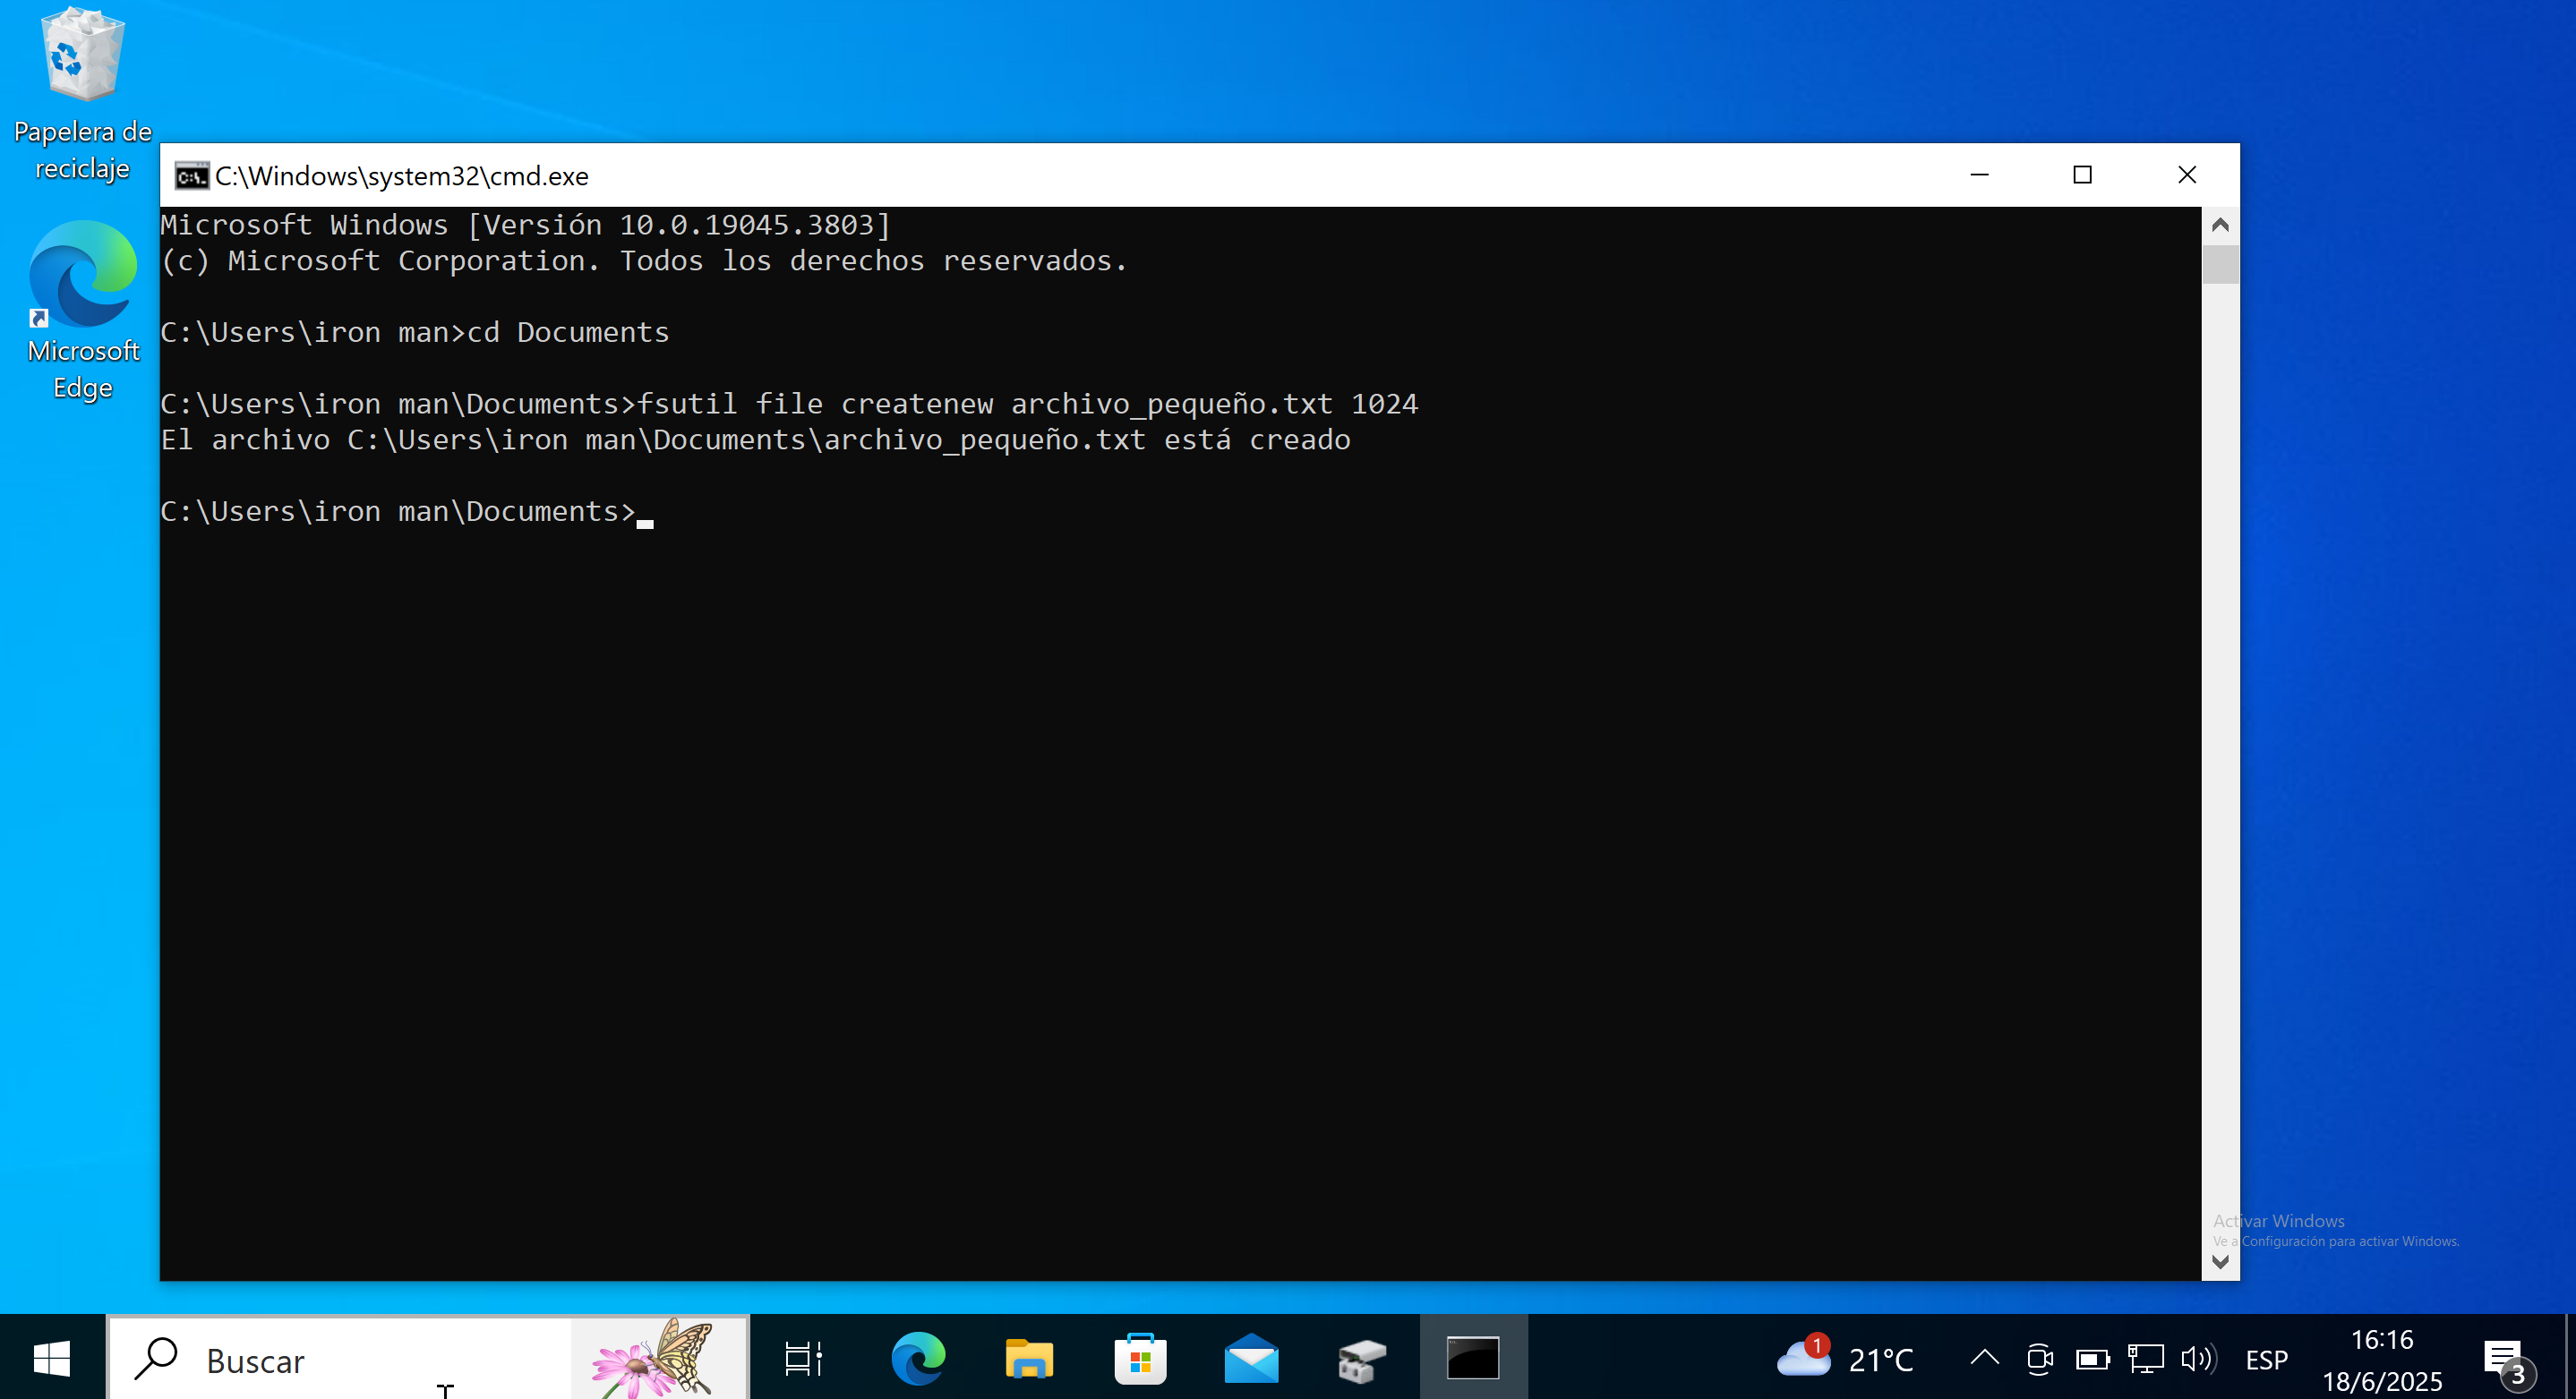 Papelera de
reciclaje
Microsoft
Edge
C:\Windows\system32\cmd.exe
Microsoft Windows [Versión 10.0.19045.3803]
(c) Microsoft Corporation. Todos los derechos reservados.
C:\Users\iron man>cd Documents
C:\Users\iron man\Documents>fsutil file createnew archivo_pequeño.txt 1024
El archivo C:\Users\iron man\Documents\archivo_pequeño.txt está creado
C:\Users\iron man\Documents>
Activar Windows
Ve a Configuración para activar Windows.
Buscar
1
21°C
ESP
16:16
18/6/2025
3